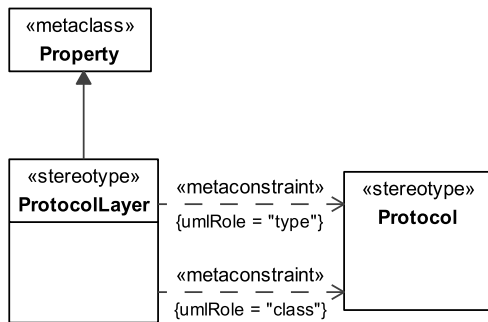 «metaclass»
Property
«stereotype»
ProtocolLayer
«metaconstraint»
{umlRole = "type"}
«stereotype»
Protocol
«metaconstraint»
{umlRole = "class"}